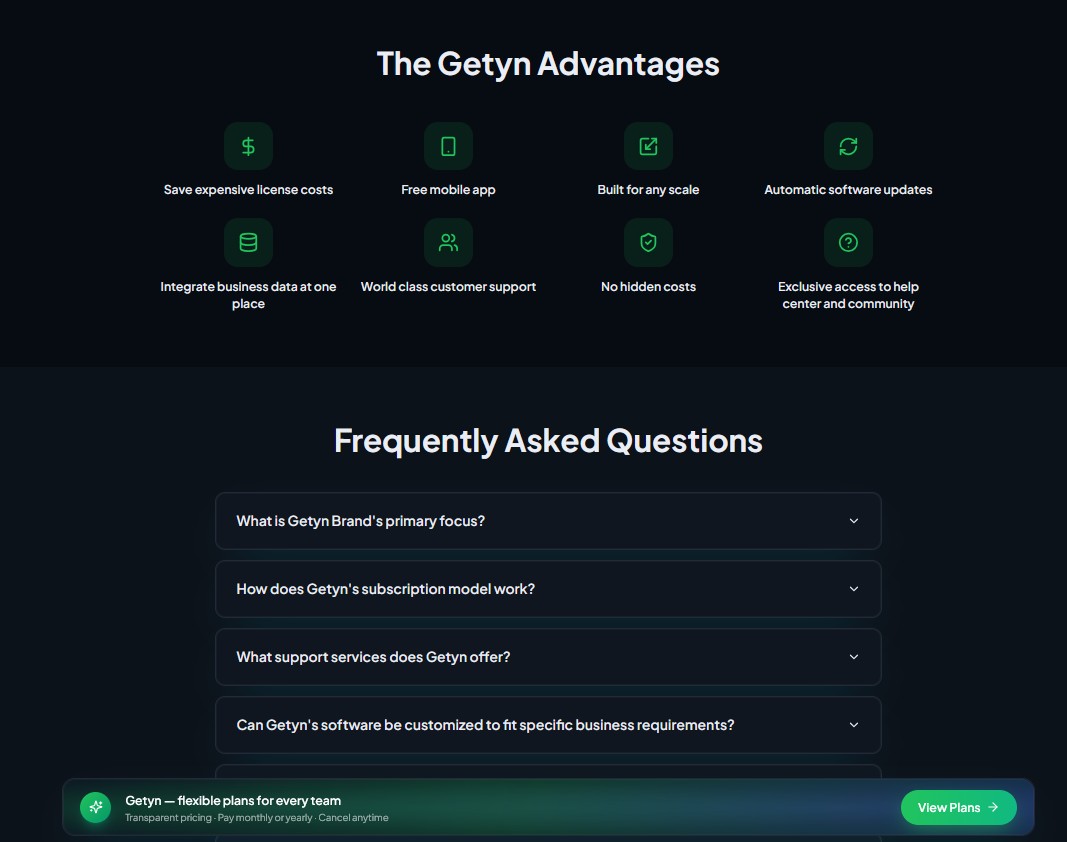 The Getyn Advantages
Save expensive license costs
Free mobile app
Built for any scale
Automatic software updates
Integrate business data at one
place
World class customer support
No hidden costs
Exclusive access to help
center and community
Frequently Asked Questions
What is Getyn Brand's primary focus?
How does Getyn's subscription model work?
What support services does Getyn offer?
Can Getyn's software be customized to fit specific business requirements?
Getyn — flexible plans for every team
Transparent pricing · Pay monthly or yearly · Cancel anytime
View Plans